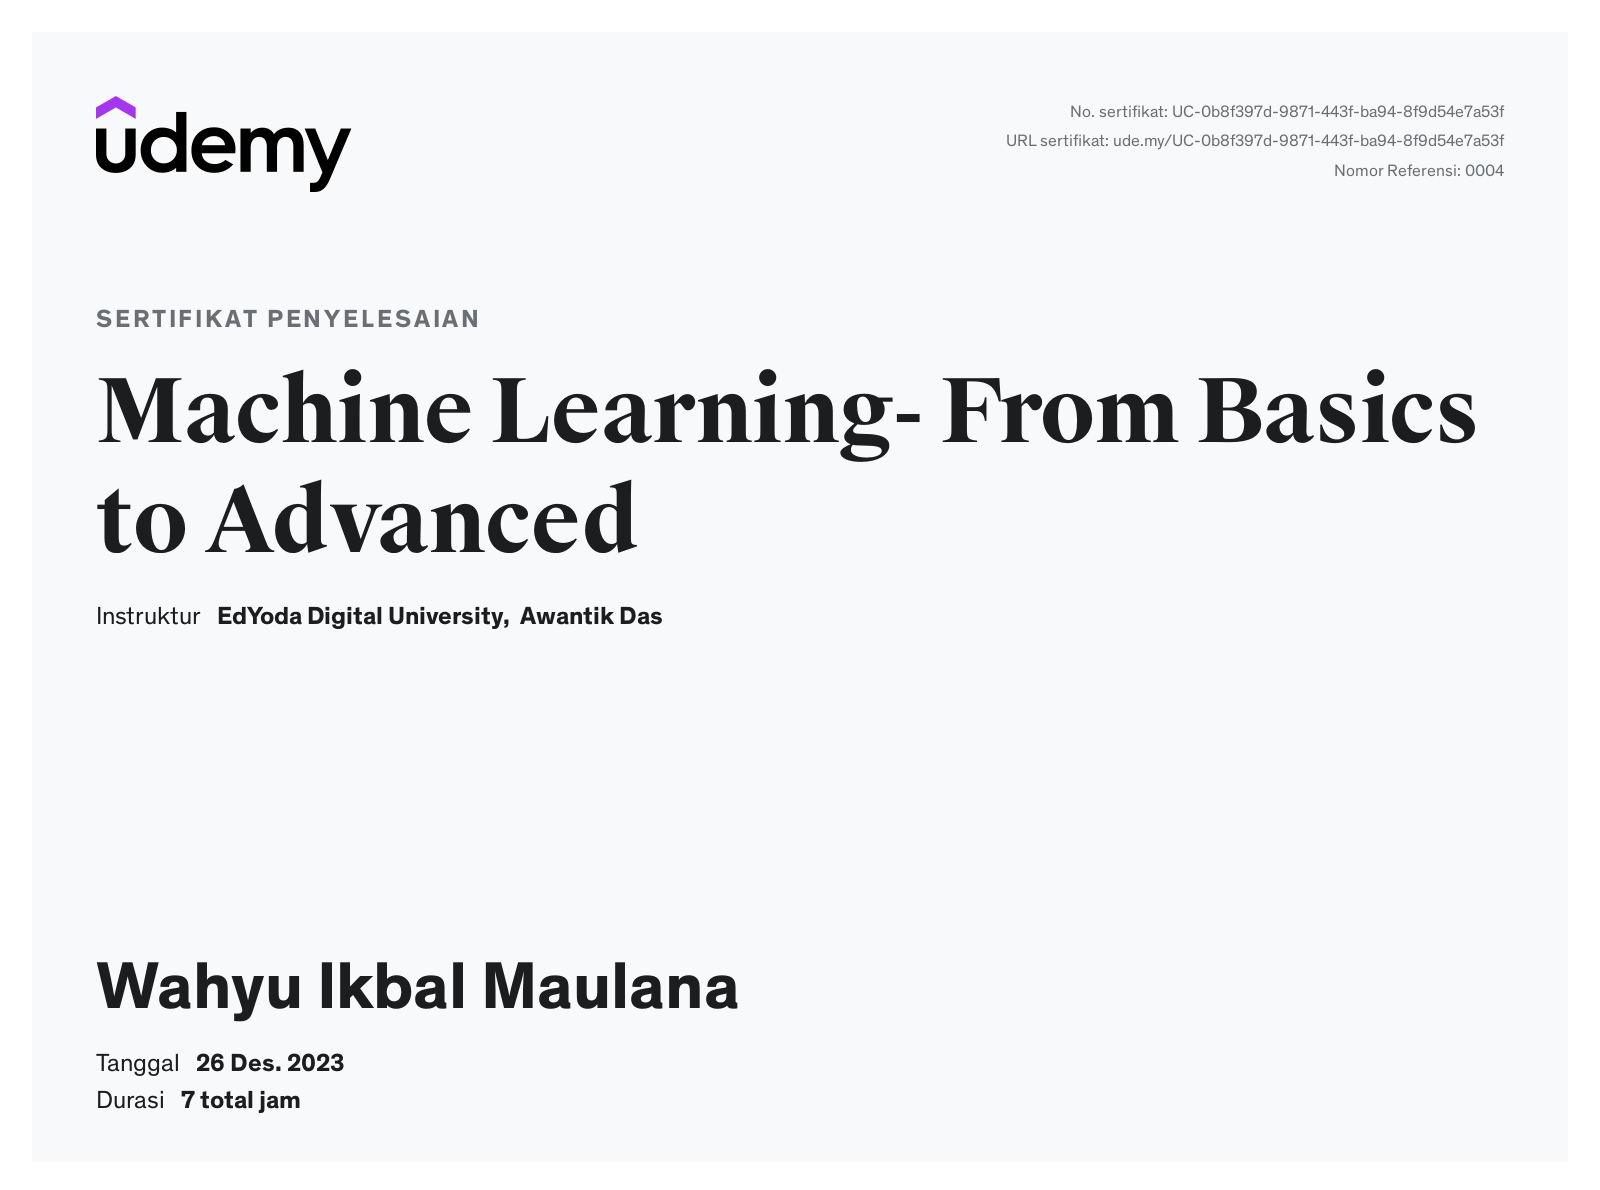 udemy
No. sertifikat: UC-0b8f397d-9871-443f-ba94-8f9d54e7a53f
URL sertifikat: ude.my/UC-0b8f397d-9871-443f-ba94-8f9d54e7a53f
Nomor Referensi: 0004
SERTIFIKAT PENYELESAIAN
Machine Learning- From Basics
to Advanced
Instruktur EdYoda Digital University, Awantik Das
Wahyu Ikbal Maulana
Tanggal 26 Des. 2023
Durasi 7 total jam